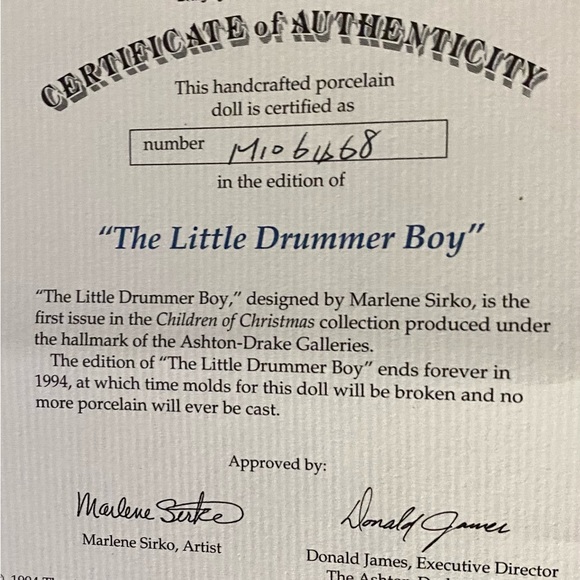 CERTIFICATE of AUTHENTICITY
This handcrafted porcelain
doll is certified as
number
in the edition of
“The Little Drummer Boy”
“The Little Drummer Boy,” designed by Marlene Sirko, is the
first issue in the Children of Christmas collection produced under
the hallmark of the Ashton-Drake Galleries.
The edition of “The Little Drummer Boy” ends forever in
1994, at which time molds for this doll will be broken and no
more porcelain will ever be cast.
Approved by:
Marlene Sirko Donald James
Marlene Sirko, Artist Donald James, Executive Director